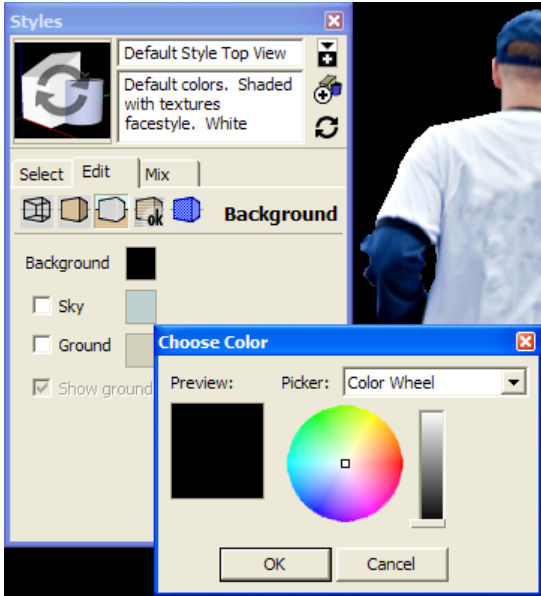 Styles
Default Style Top View
Default colors. Shaded
with textures
facestyle. White
Select Edit Mix
ok
Background
Background
Sky
Ground
Show ground
Choose Color
Preview: Picker: Color Wheel
OK Cancel